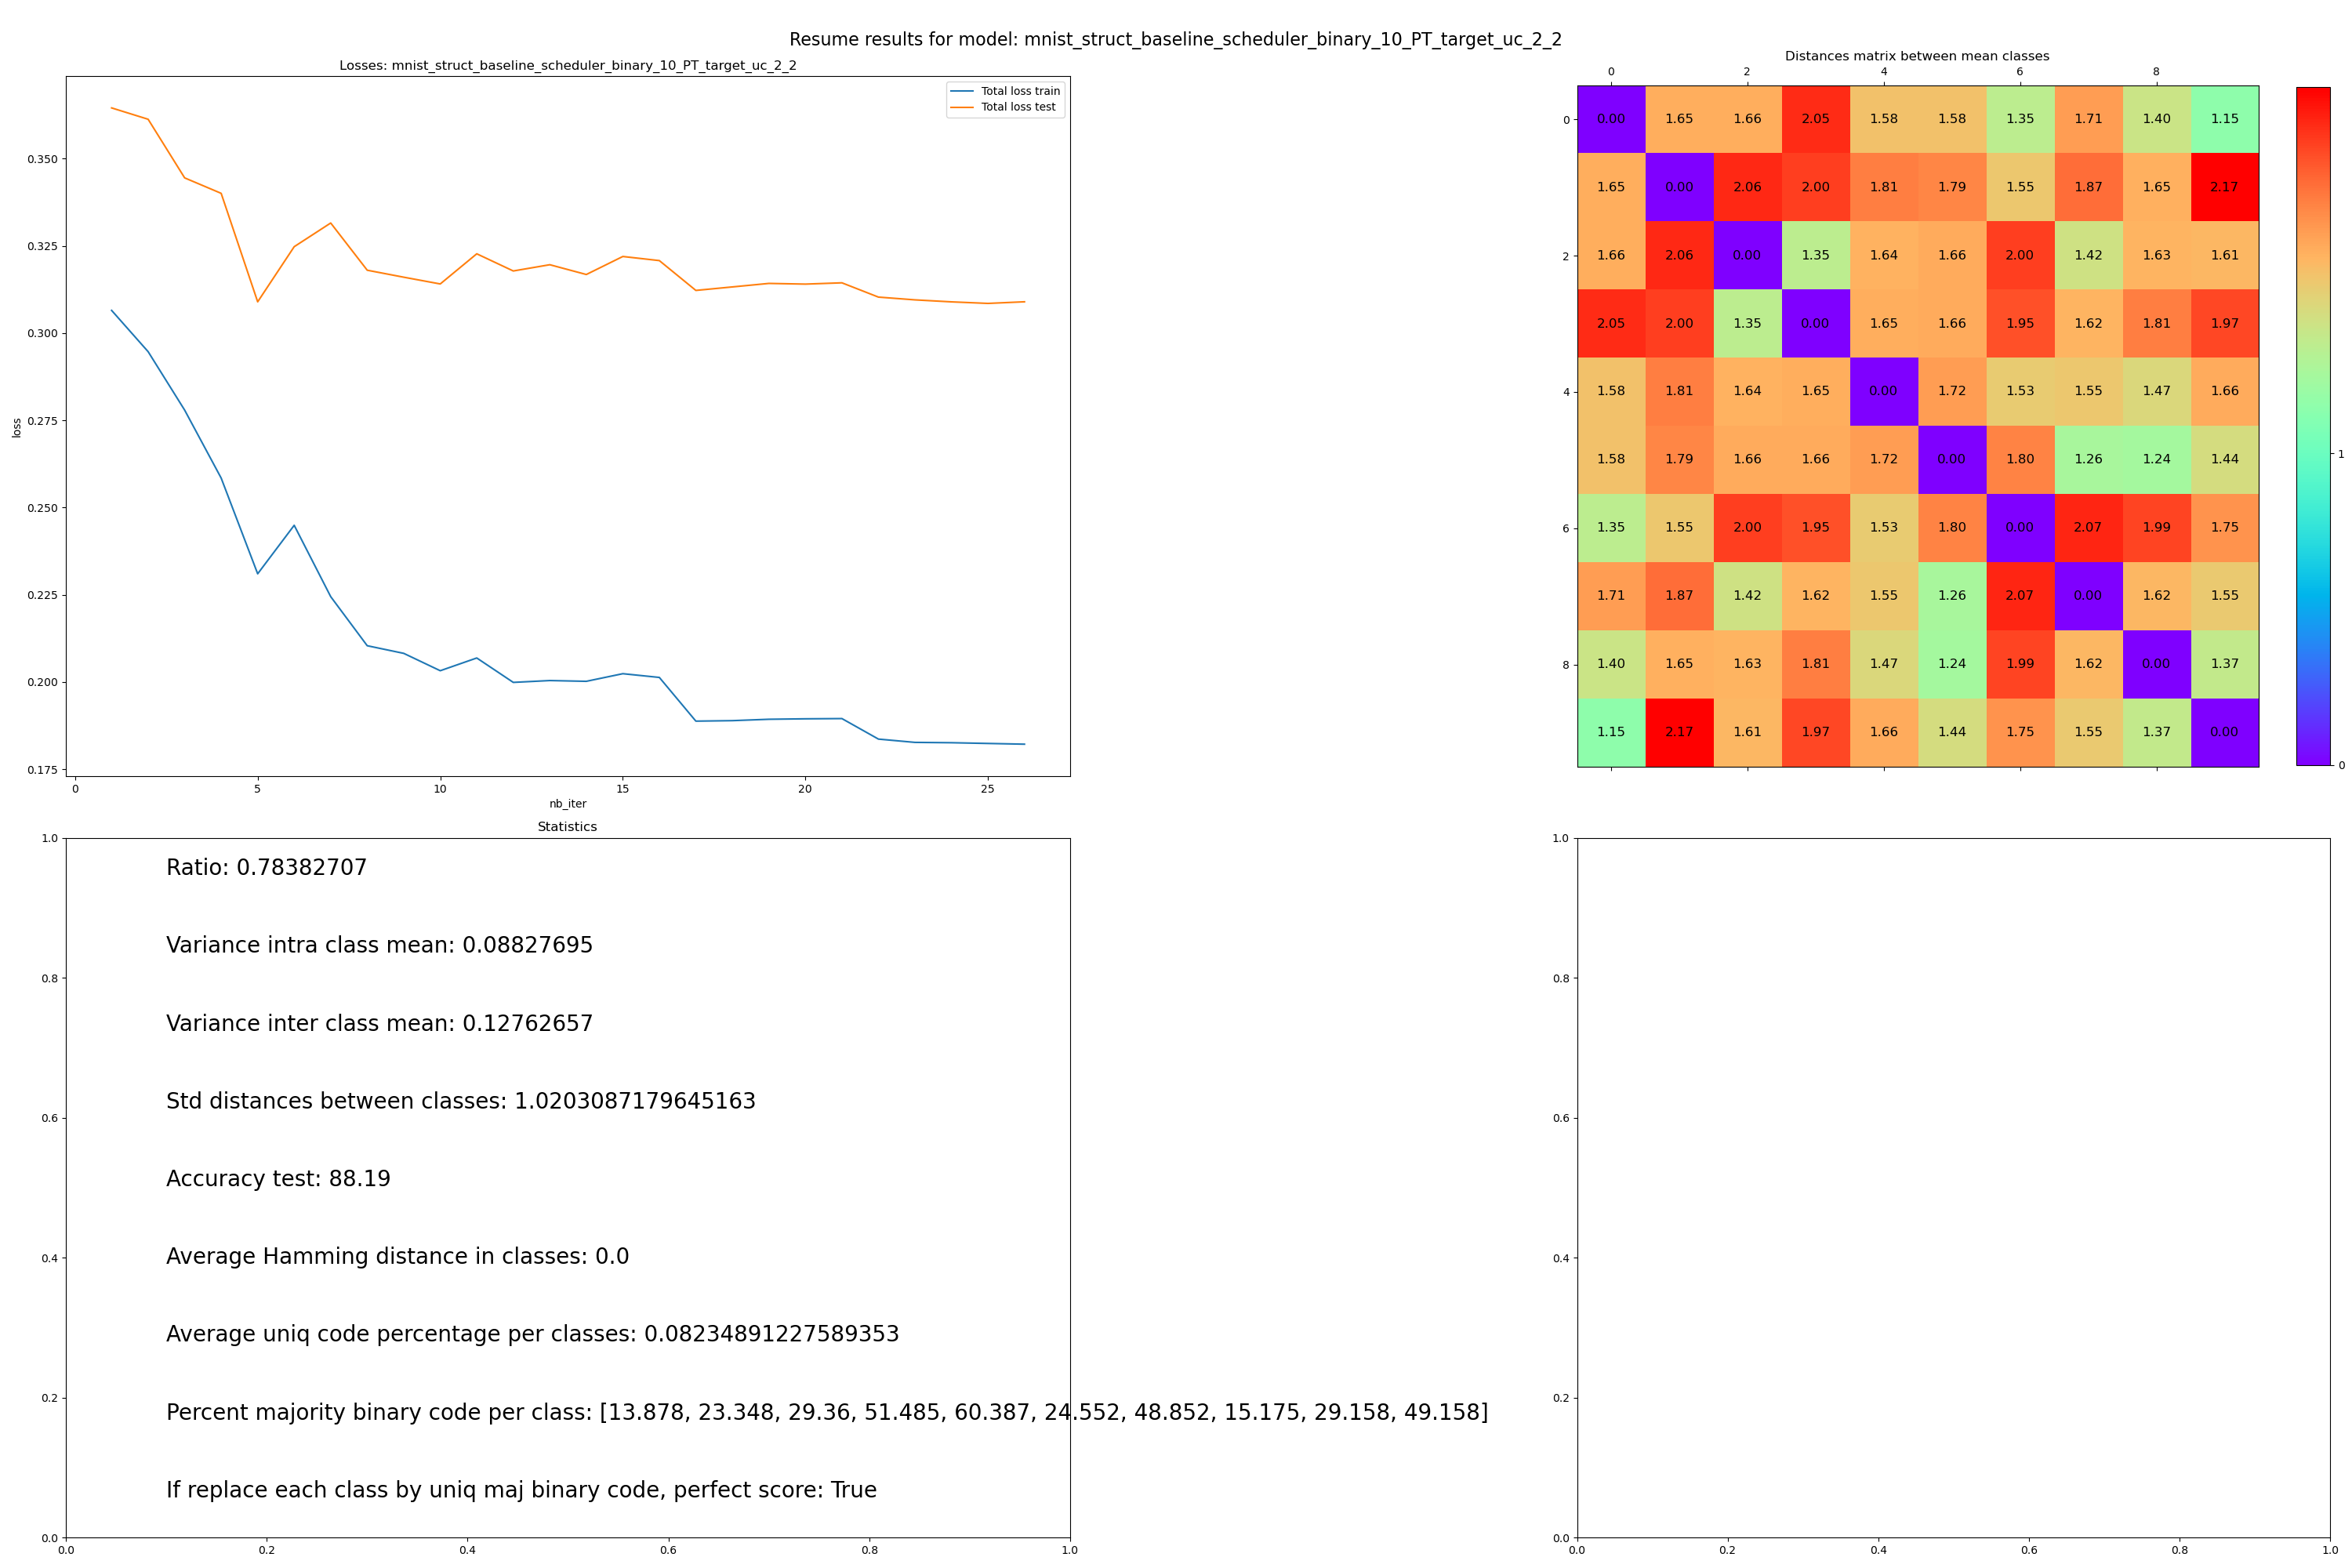 Resume results for model: mnist_struct_baseline_scheduler_binary_10_PT_target_uc_2_2
Losses: mnist_struct_baseline_scheduler_binary_10_PT_target_uc_2_2
Total loss train
Total loss test
0.350
0.325
0.300
0.275
0.250
0.225
0.200
0.175
loss
0 5 10 15 20 25
nb_iter
Distances matrix between mean classes
0 2 4 6 8
0 0.00 1.65 1.66 2.05 1.58 1.58 1.35 1.71 1.40 1.15
1.65 0.00 2.06 2.00 1.81 1.79 1.55 1.87 1.65 2.17
2 1.66 2.06 0.00 1.35 1.64 1.66 2.00 1.42 1.63 1.61
2.05 2.00 1.35 0.00 1.65 1.66 1.95 1.62 1.81 1.97
4 1.58 1.81 1.64 1.65 0.00 1.72 1.53 1.55 1.47 1.66
1.58 1.79 1.66 1.66 1.72 0.00 1.80 1.26 1.24 1.44
6 1.35 1.55 2.00 1.95 1.53 1.80 0.00 2.07 1.99 1.75
1.71 1.87 1.42 1.62 1.55 1.26 2.07 0.00 1.62 1.55
8 1.40 1.65 1.63 1.81 1.47 1.24 1.99 1.62 0.00 1.37
1.15 2.17 1.61 1.97 1.66 1.44 1.75 1.55 1.37 0.00
1
0
Statistics
1.0
0.8
0.6
0.4
0.2
0.0
Ratio: 0.78382707
Variance intra class mean: 0.08827695
Variance inter class mean: 0.12762657
Std distances between classes: 1.0203087179645163
Accuracy test: 88.19
Average Hamming distance in classes: 0.0
Average uniq code percentage per classes: 0.08234891227589353
Percent majority binary code per class: [13.878, 23.348, 29.36, 51.485, 60.387, 24.552, 48.852, 15.175, 29.158, 49.158]
If replace each class by uniq maj binary code, perfect score: True
0.0 0.2 0.4 0.6 0.8 1.0
1.0
0.8
0.6
0.4
0.2
0.0
0.0 0.2 0.4 0.6 0.8 1.0